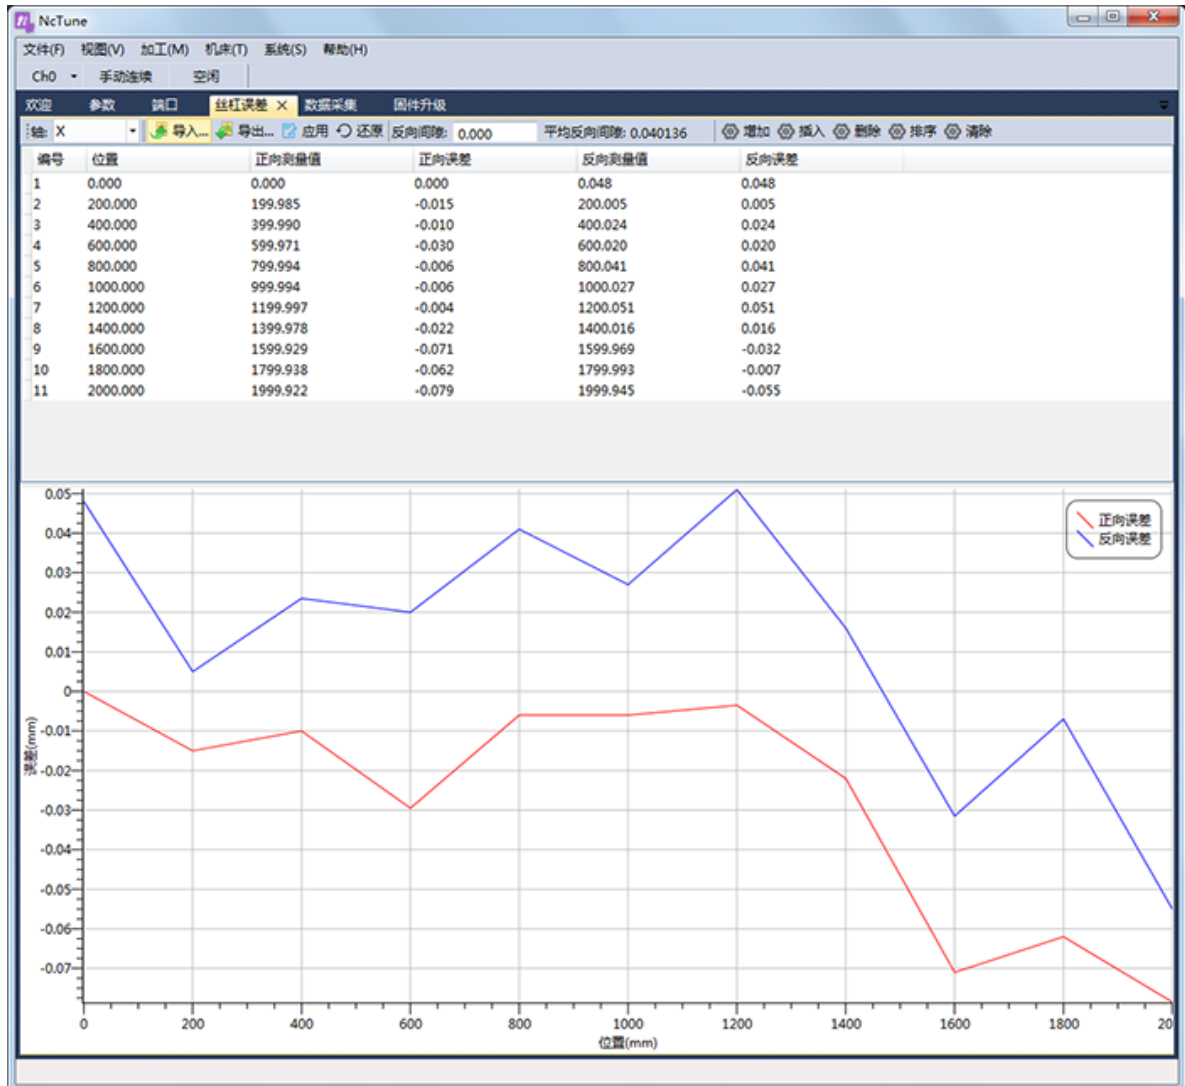 NcTune
文件(F) 视图(V) 加工(M) 机床(T) 系统(S) 帮助(H)
Ch0 手动连续 空闲
欢迎 参数 端口 丝杠误差 数据采集 固件升级
轴: X 导入... 导出... 应用 还原 反向间隙: 0.000 平均反向间隙: 0.040136 增加 插入 删除 排序 清除
编号 位置 正向测量值 正向误差 反向测量值 反向误差
1 0.000 0.000 0.000 0.048 0.048
2 200.000 199.985 -0.015 200.005 0.005
3 400.000 399.990 -0.010 400.024 0.024
4 600.000 599.971 -0.030 600.020 0.020
5 800.000 799.994 -0.006 800.041 0.041
6 1000.000 999.994 -0.006 1000.027 0.027
7 1200.000 1199.997 -0.004 1200.051 0.051
8 1400.000 1399.978 -0.022 1400.016 0.016
9 1600.000 1599.929 -0.071 1599.969 -0.032
10 1800.000 1799.938 -0.062 1799.993 -0.007
11 2000.000 1999.922 -0.079 1999.945 -0.055
0.05
0.04
0.03
0.02
0.01
0
-0.01
-0.02
-0.03
-0.04
-0.05
-0.06
-0.07
误差(mm)
正向误差
反向误差
0 200 400 600 800 1000 1200 1400 1600 1800 20
位置(mm)